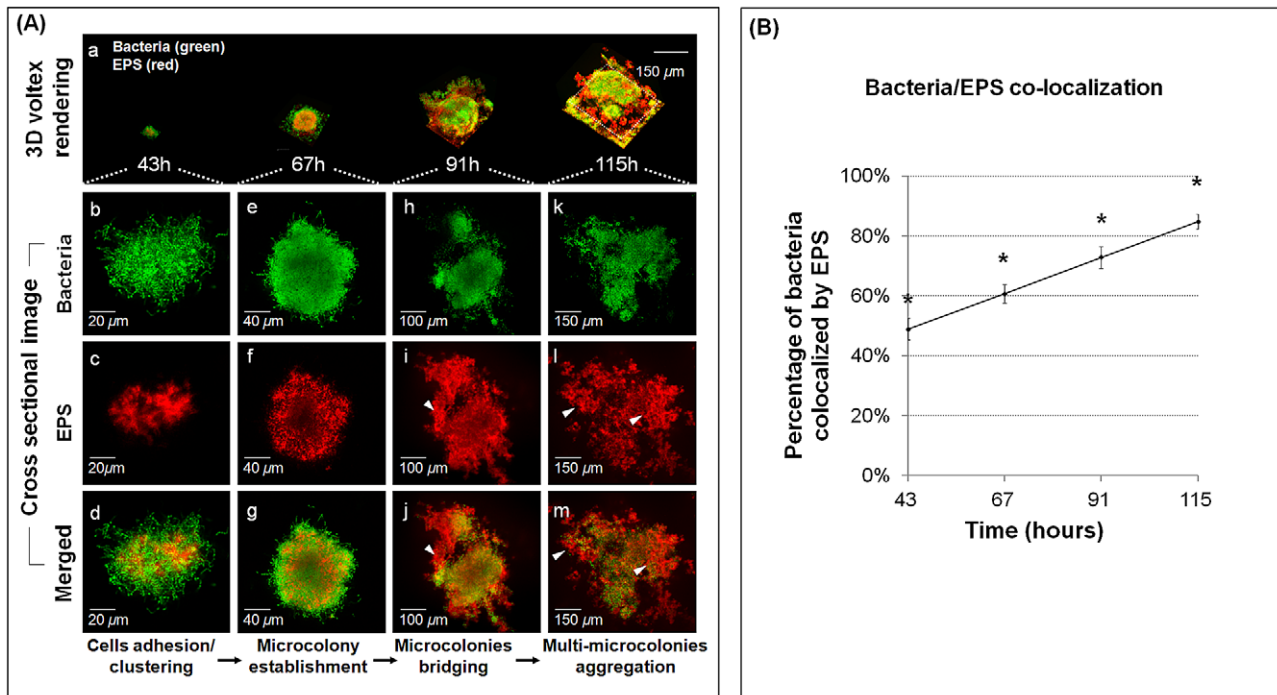 (A)
3D voltex
rendering
a
Bacteria (green)
EPS (red)
150 µm
43h
67h
91h
115h
Cross sectional image
Bacteria
b
20 µm
e
40 µm
h
100 µm
k
150 µm
EPS
c
20µm
f
40 µm
i
100 µm
l
150 µm
Merged
d
20 µm
g
40 µm
j
100 µm
m
150 µm
Cells adhesion/
clustering
Microcolony
establishment
Microcolonies
bridging
Multi-microcolonies
aggregation
(B)
Bacteria/EPS co-localization
Percentage of bacteria
colocalized by EPS
100%
80%
60%
40%
20%
0%
* * * *
43 67 91 115
Time (hours)